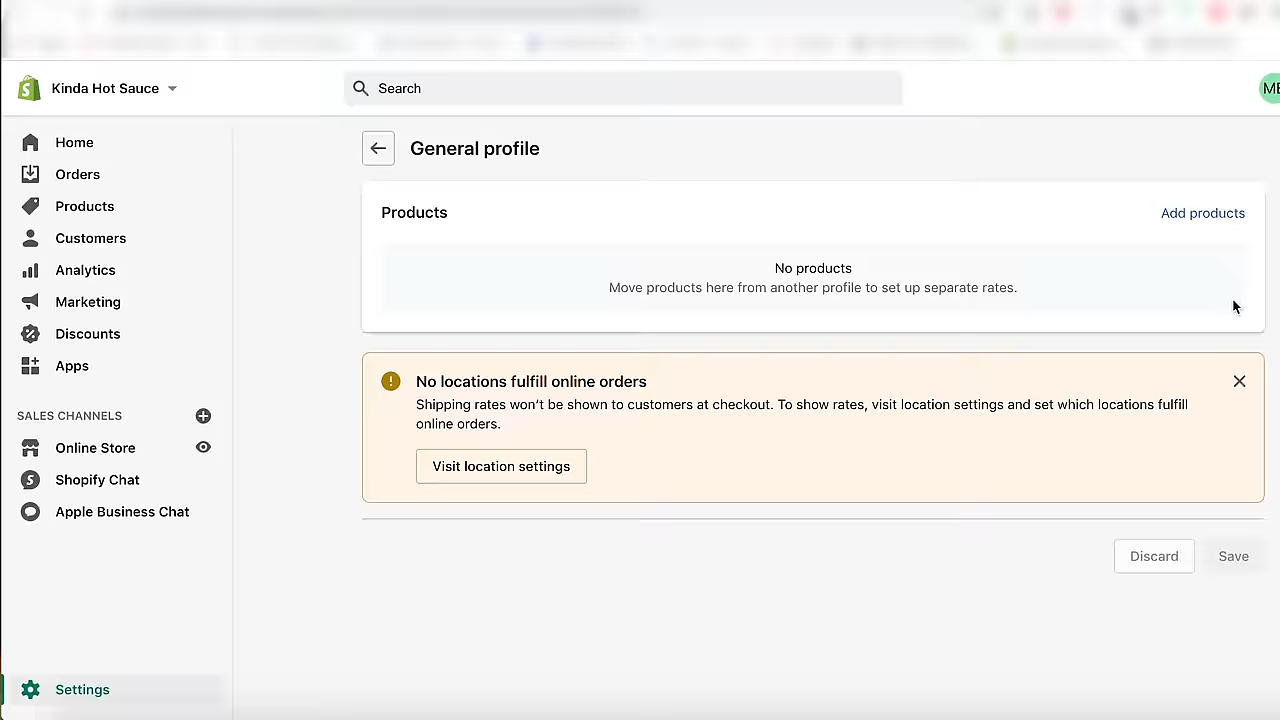 Kinda Hot Sauce
Search
Home
Orders
Products
Customers
Analytics
Marketing
Discounts
Apps
SALES CHANNELS
Online Store
Shopify Chat
Apple Business Chat
Settings
General profile
Products
Add products
No products
Move products here from another profile to set up separate rates.
No locations fulfill online orders
Shipping rates won’t be shown to customers at checkout. To show rates, visit location settings and set which locations fulfill
online orders.
Visit location settings
Discard
Save